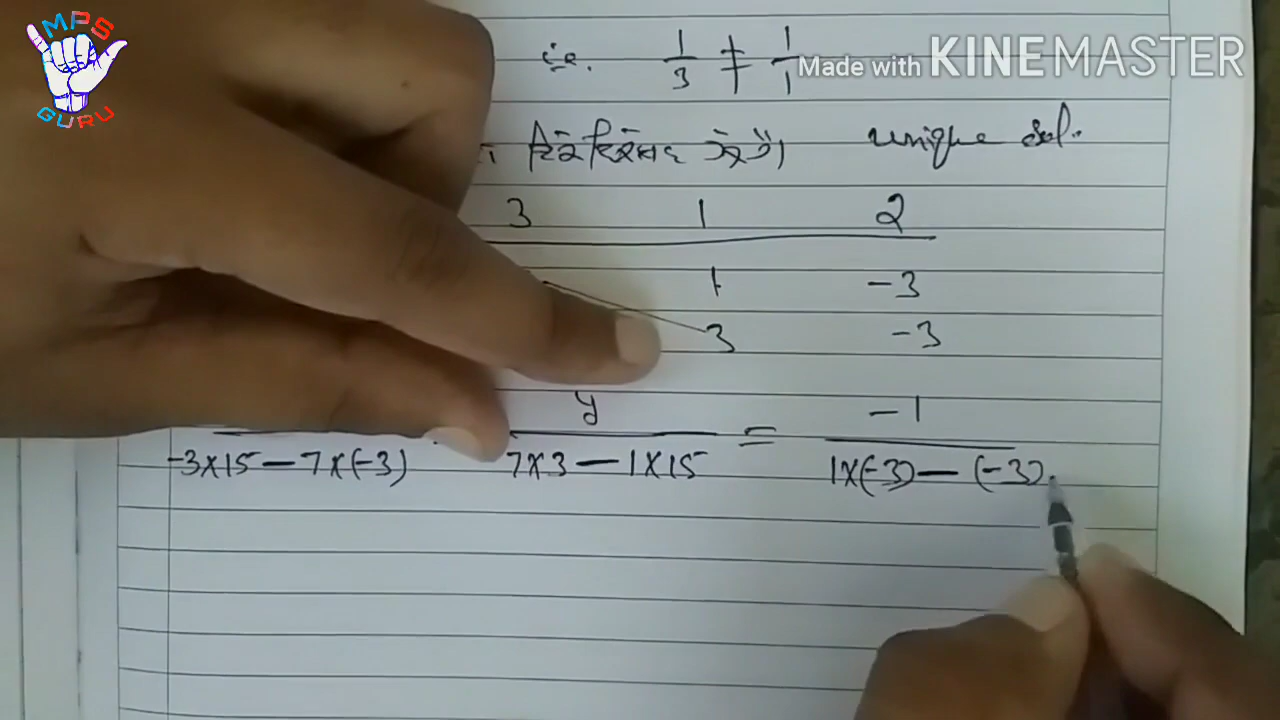 MPS
GURU
Made with KINEMASTER
i.e. 1/3 ≠ 1/1
unique sol.
3 1 2
1 -3
3 -3
y = -1
-3×15-7×(-3) 7×3-1×15 1×(-3)-(-3)